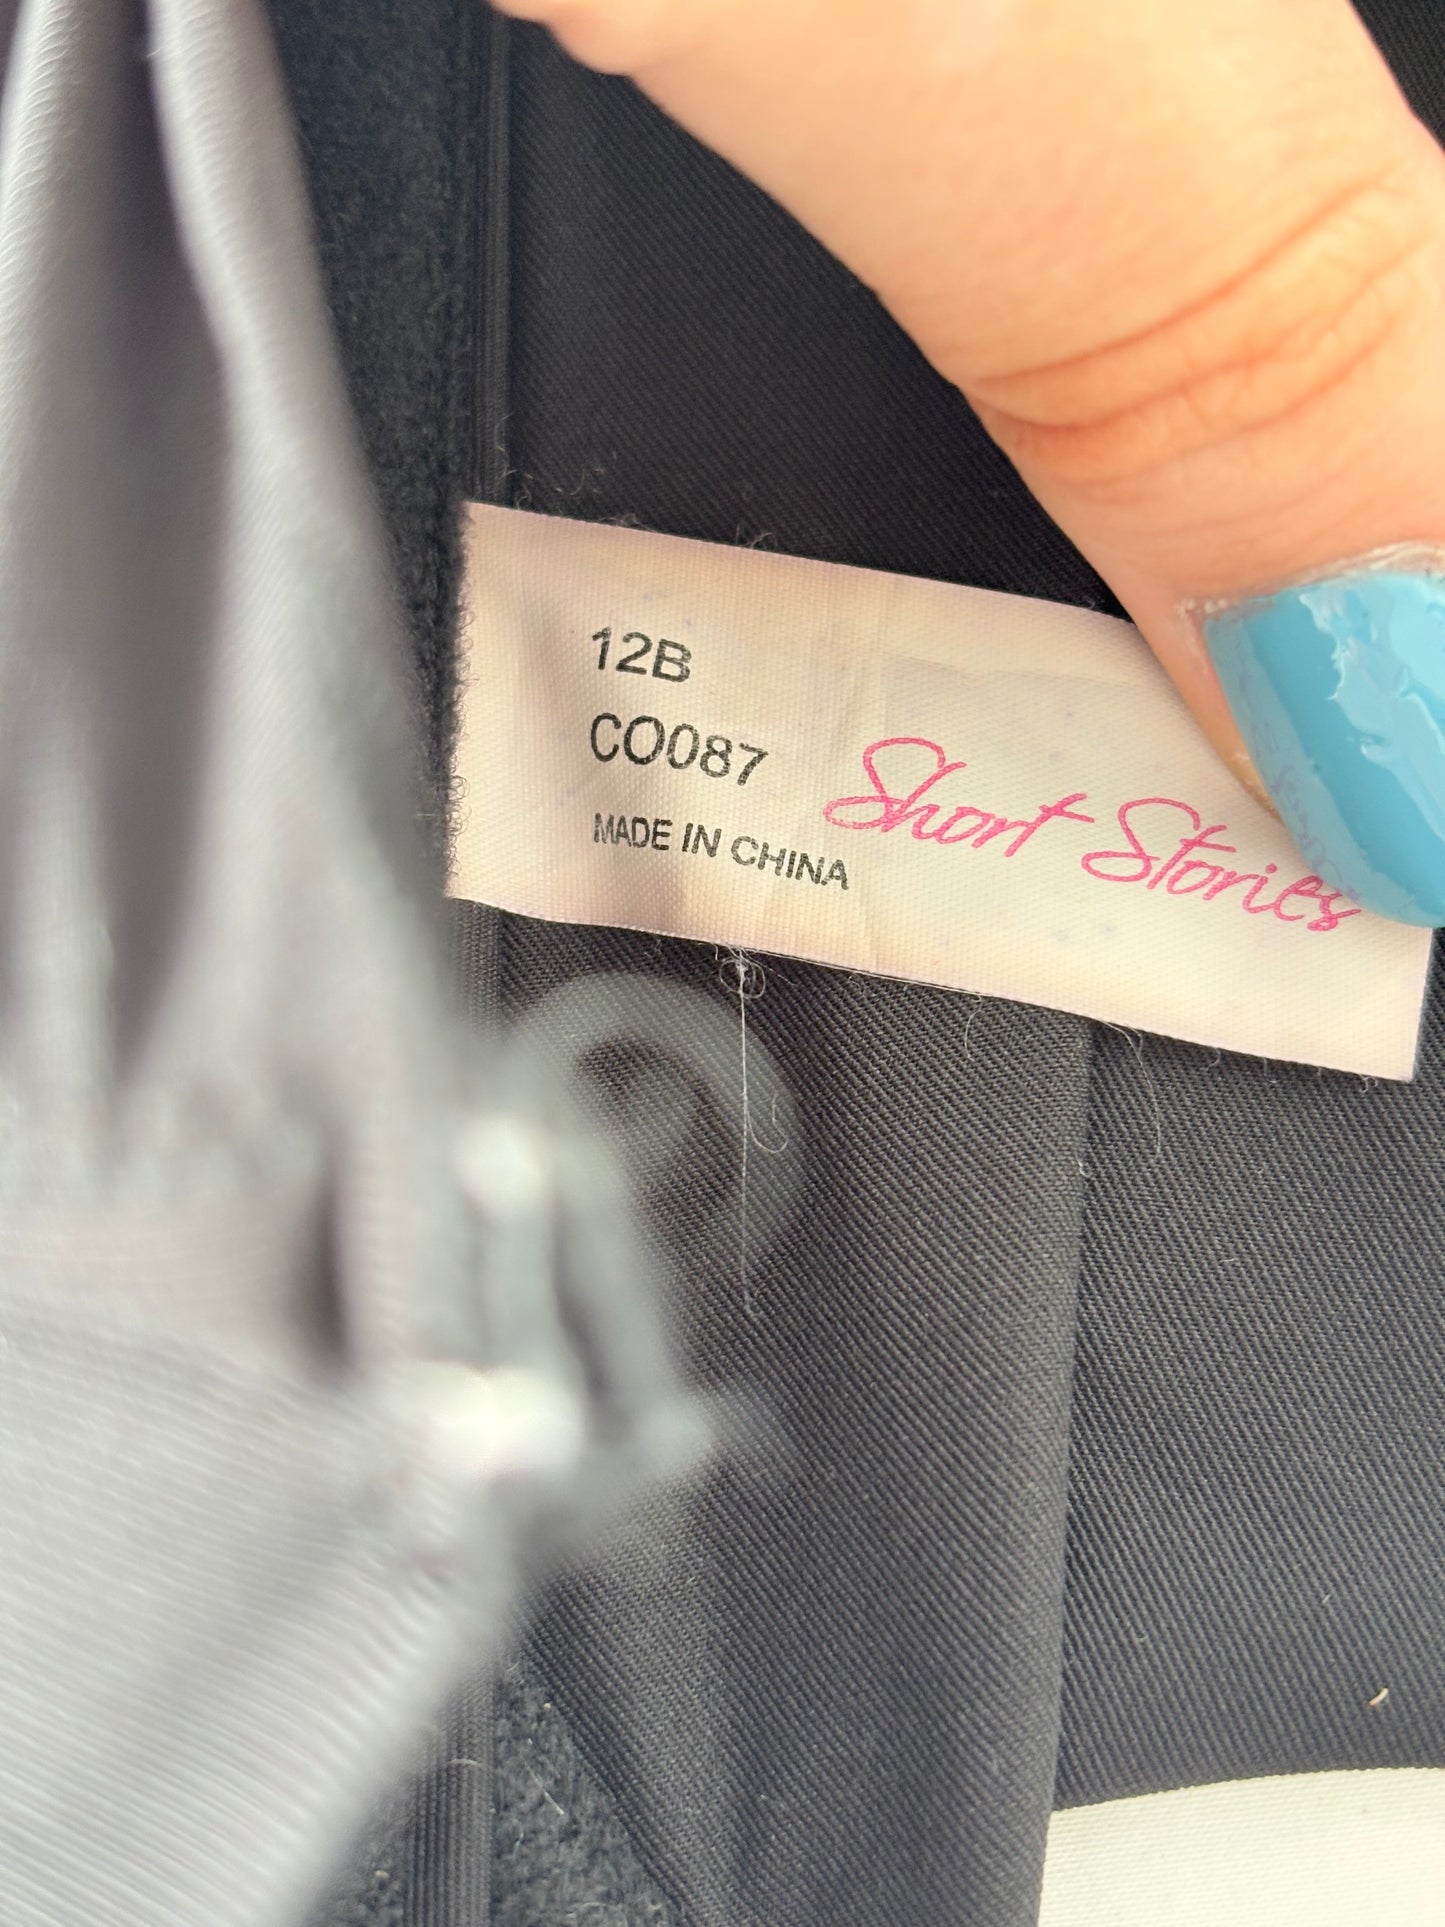 12B
CO087
MADE IN CHINA
Short Stories